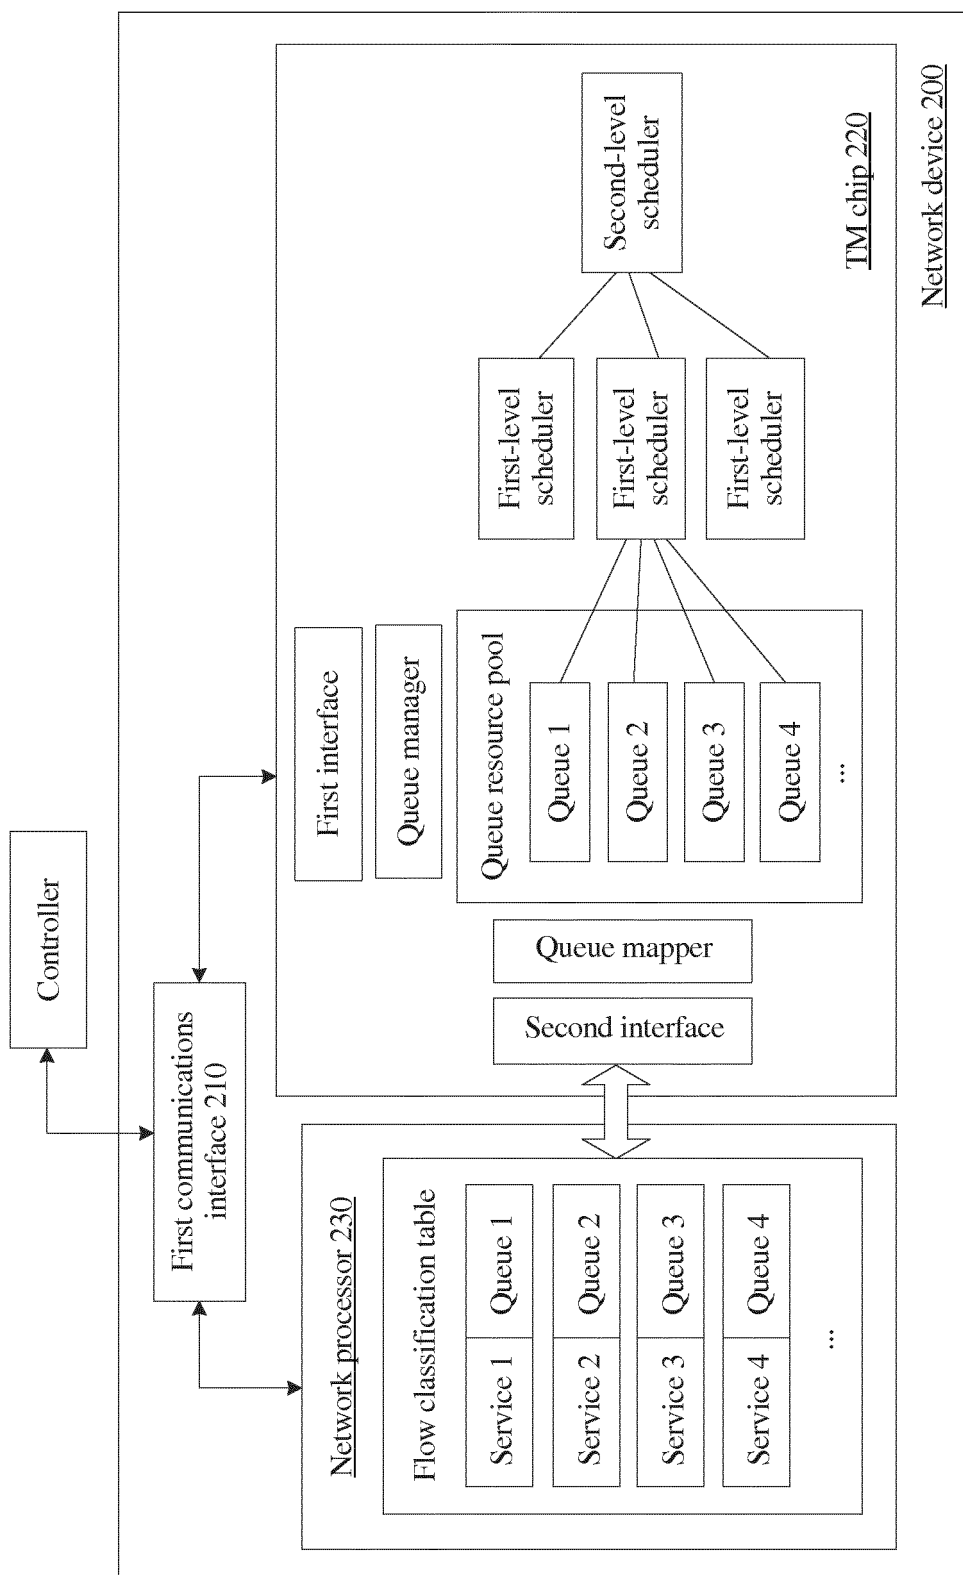 Controller
First communications
interface 210
Network processor 230
Flow classification table
Service 1 Queue 1
Service 2 Queue 2
Service 3 Queue 3
Service 4 Queue 4
...
Second interface
Queue mapper
First interface
Queue manager
Queue resource pool
Queue 1
Queue 2
Queue 3
Queue 4
...
First-level
scheduler
First-level
scheduler
First-level
scheduler
Second-level
scheduler
TM chip 220
Network device 200